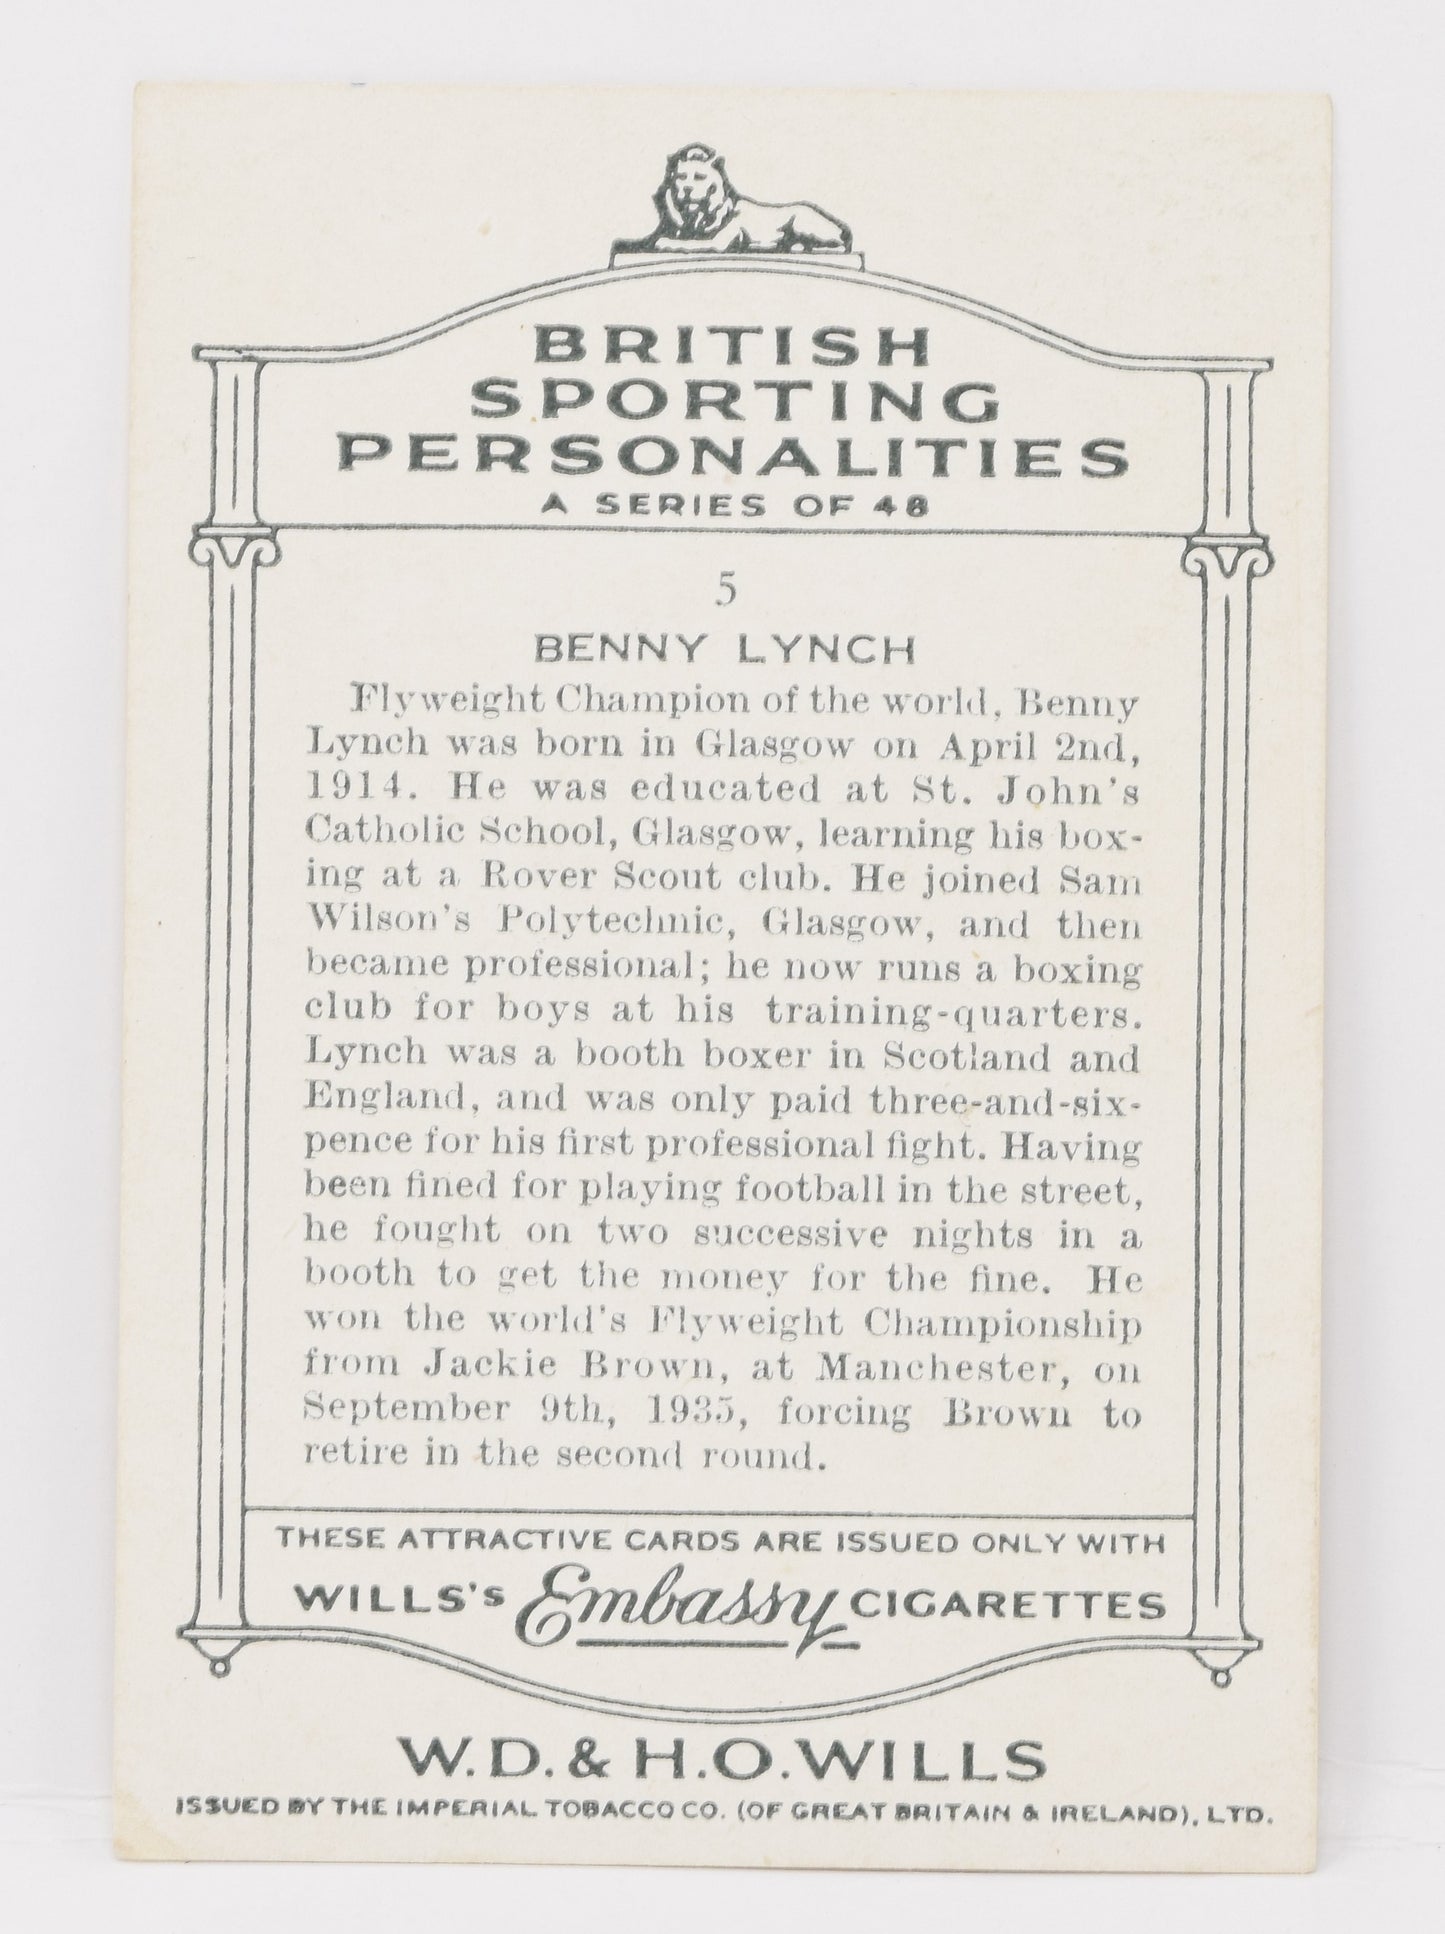 BRITISH
SPORTING
PERSONALITIES
A SERIES OF 48
5
BENNY LYNCH
Flyweight Champion of the world, Benny
Lynch was born in Glasgow on April 2nd,
1914. He was educated at St. John's
Catholic School, Glasgow, learning his box-
ing at a Rover Scout club. He joined Sam
Wilson's Polytechnic, Glasgow, and then
became professional; he now runs a boxing
club for boys at his training-quarters.
Lynch was a booth boxer in Scotland and
England, and was only paid three-and-six-
pence for his first professional fight. Having
been fined for playing football in the street,
he fought on two successive nights in a
booth to get the money for the fine. He
won the world's Flyweight Championship
from Jackie Brown, at Manchester, on
September 9th, 1935, forcing Brown to
retire in the second round.
THESE ATTRACTIVE CARDS ARE ISSUED ONLY WITH
WILLS'S Embassy CIGARETTES
W.D. & H.O. WILLS
ISSUED BY THE IMPERIAL TOBACCO CO. (OF GREAT BRITAIN & IRELAND), LTD.